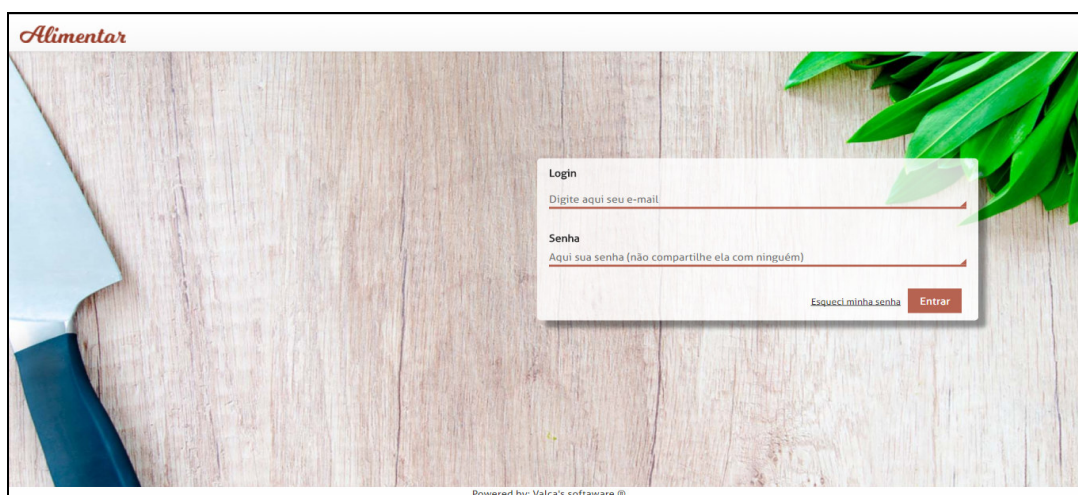 Alimentar
Login
Digite aqui seu e-mail
Senha
Aqui sua senha (não compartilhe ela com ninguém)
Esqueci minha senha
Entrar
Powered by: Valca's softaware ®